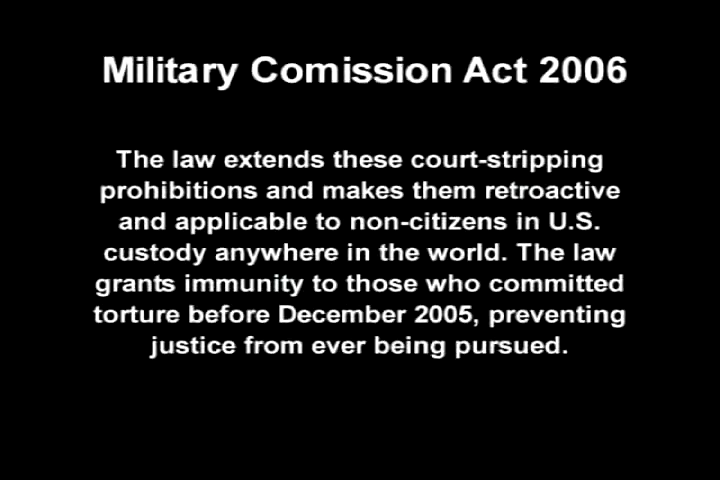 Military Comission Act 2006
The law extends these court-stripping
prohibitions and makes them retroactive
and applicable to non-citizens in U.S.
custody anywhere in the world. The law
grants immunity to those who committed
torture before December 2005, preventing
justice from ever being pursued.